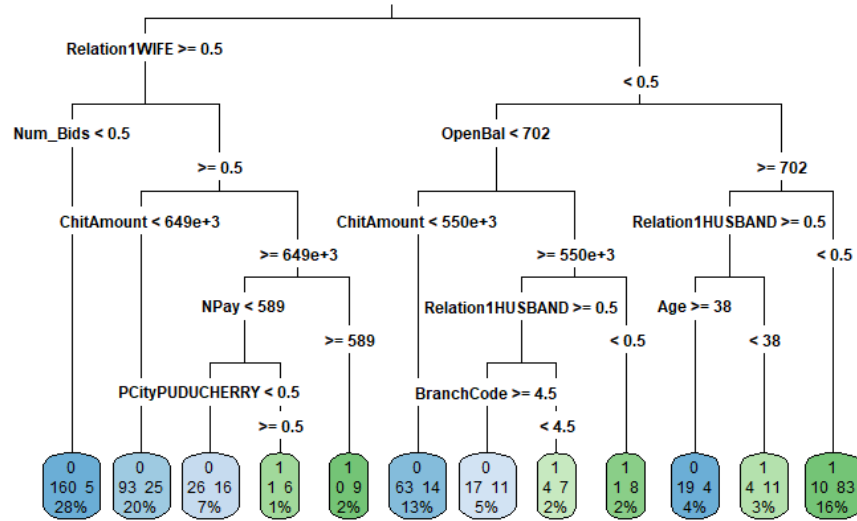 Relation1WIFE >= 0.5
< 0.5
Num_Bids < 0.5
OpenBal < 702
>= 0.5
>= 702
ChitAmount < 649e+3
ChitAmount < 550e+3
Relation1HUSBAND >= 0.5
>= 649e+3
>= 550e+3
< 0.5
NPay < 589
Relation1HUSBAND >= 0.5
Age >= 38
>= 589
< 0.5
< 38
PCityPUDUCHERRY < 0.5
BranchCode >= 4.5
>= 0.5
< 4.5
0 0 0 1 1 0 0 1 1 0 1 1
160 5 93 25 26 16 1 6 0 9 63 14 17 11 4 7 1 8 19 4 4 11 10 83
28% 20% 7% 1% 2% 13% 5% 2% 2% 4% 3% 16%